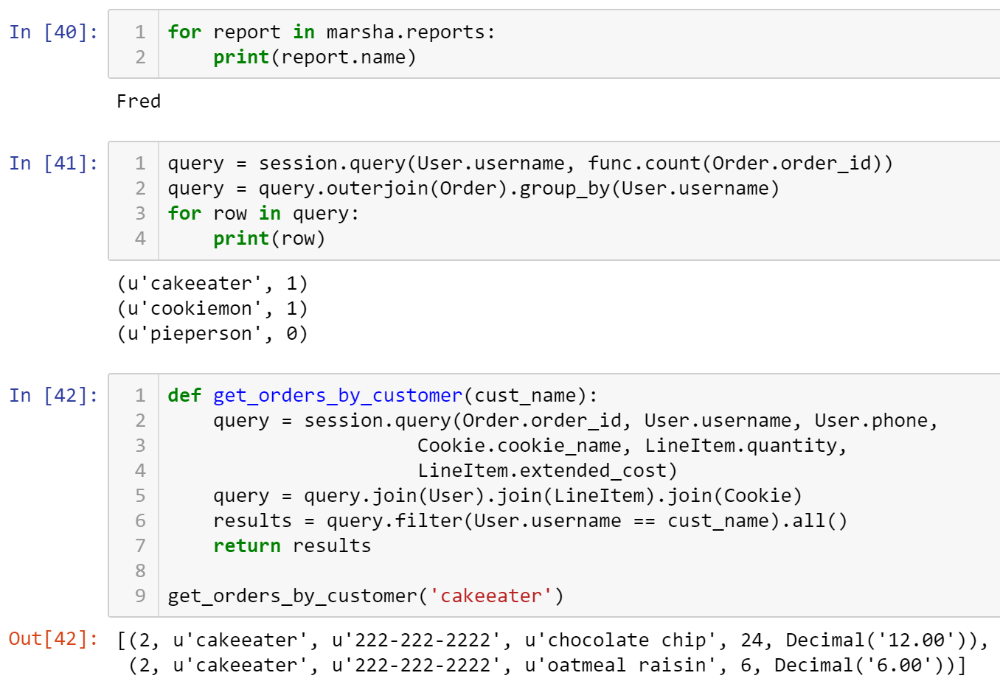 In [40]:
1 for report in marsha.reports:
2     print(report.name)
Fred
In [41]:
1 query = session.query(User.username, func.count(Order.order_id))
2 query = query.outerjoin(Order).group_by(User.username)
3 for row in query:
4     print(row)
(u'cakeeater', 1)
(u'cookiemon', 1)
(u'pieperson', 0)
In [42]:
1 def get_orders_by_customer(cust_name):
2     query = session.query(Order.order_id, User.username, User.phone,
3                       Cookie.cookie_name, LineItem.quantity,
4                       LineItem.extended_cost)
5     query = query.join(User).join(LineItem).join(Cookie)
6     results = query.filter(User.username == cust_name).all()
7     return results
8
9 get_orders_by_customer('cakeeater')
Out[42]: [(2, u'cakeeater', u'222-222-2222', u'chocolate chip', 24, Decimal('12.00')),
 (2, u'cakeeater', u'222-222-2222', u'oatmeal raisin', 6, Decimal('6.00'))]